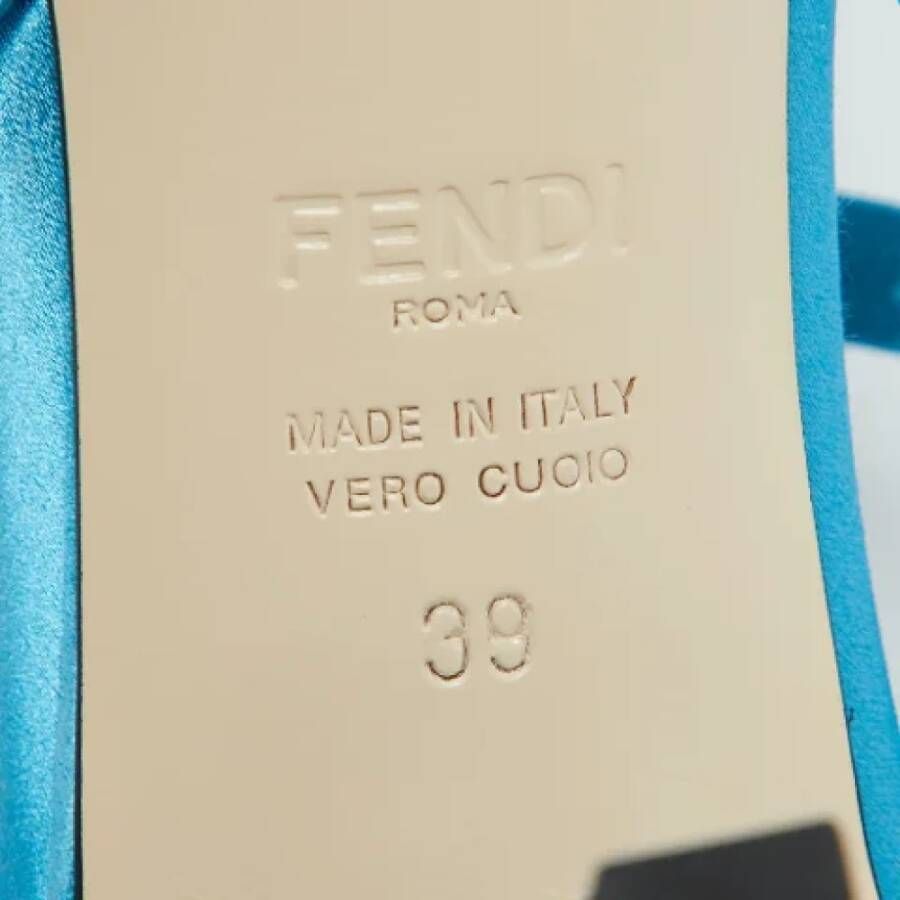 FENDI
ROMA
MADE IN ITALY
VERO CUOIO
39